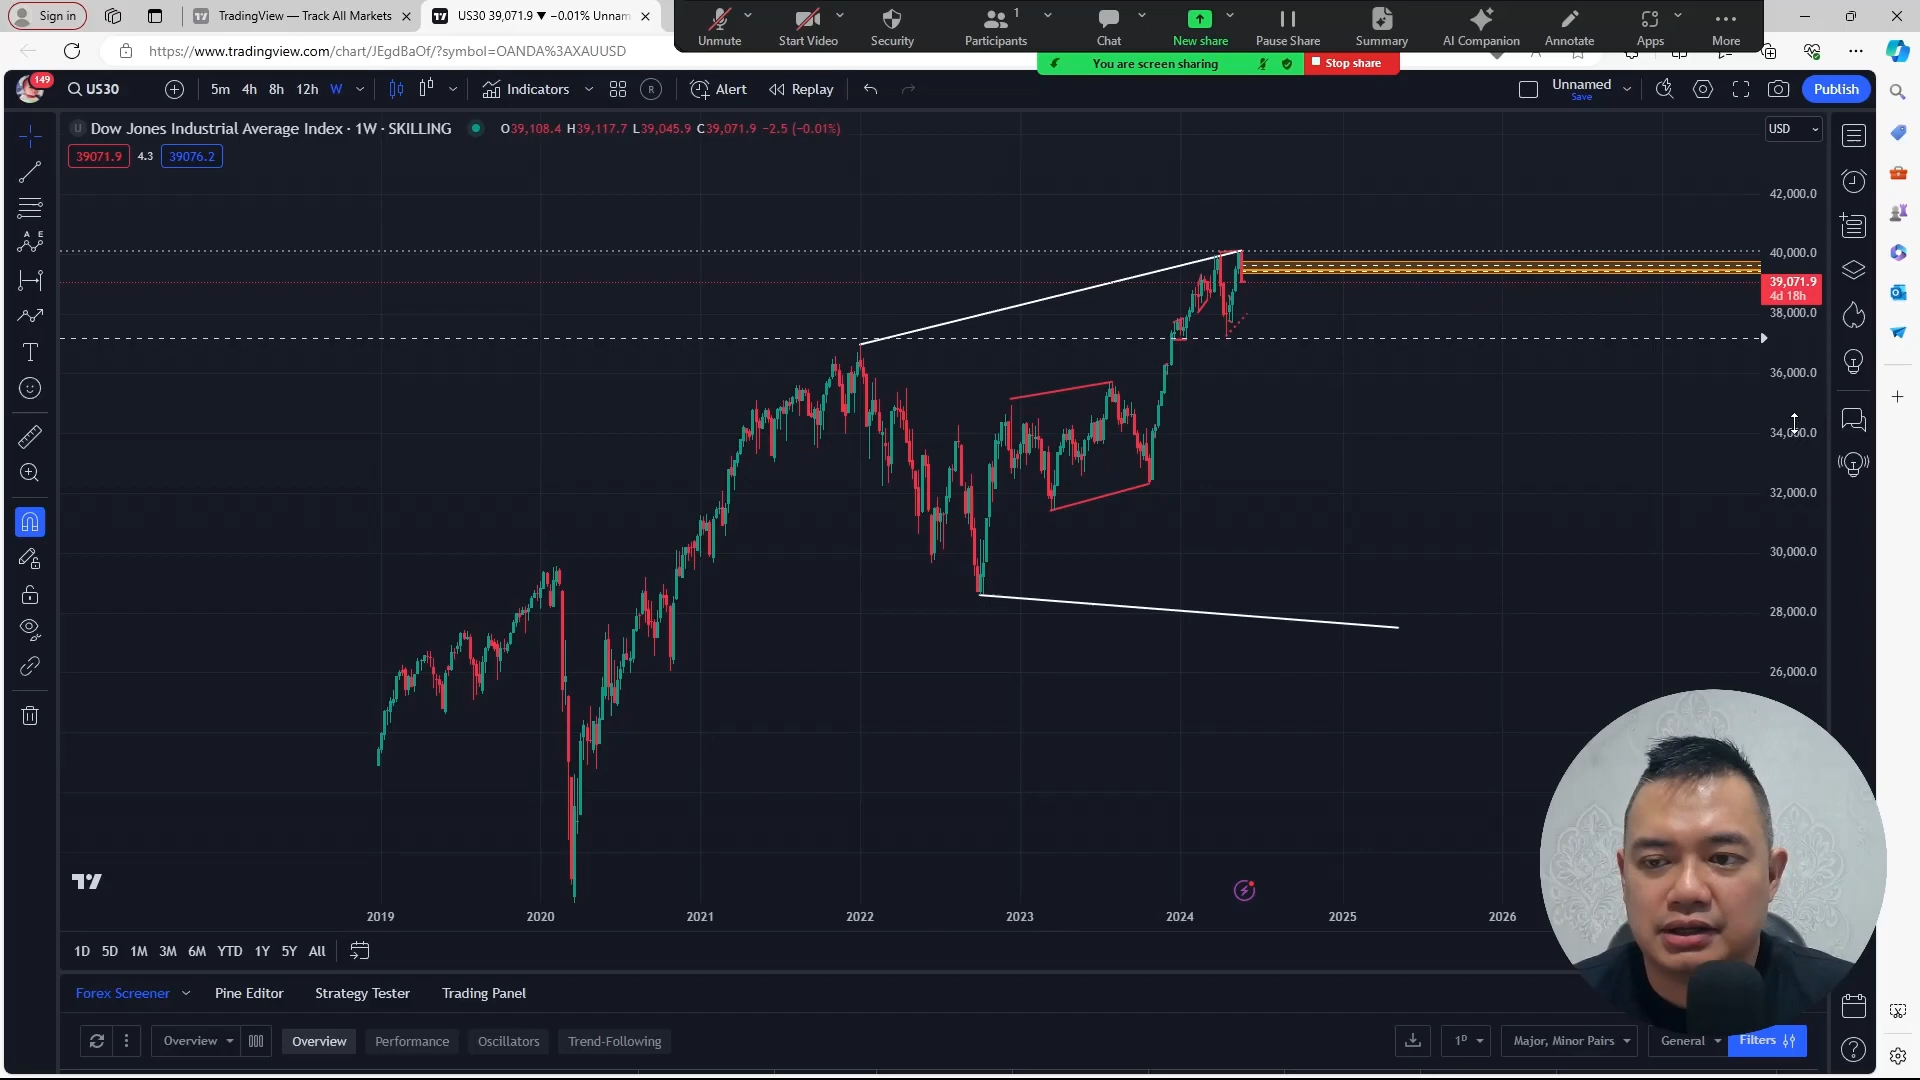 Sign in
TradingView — Track All Markets
US30 39,071.9 ▼ −0.01% Unnam
Unmute
Start Video
Security
1
Participants
Chat
New share
Pause Share
Summary
AI Companion
Annotate
Apps
More
https://www.tradingview.com/chart/JEgdBaOf/?symbol=OANDA%3AXAUUSD
You are screen sharing
Stop share
149
US30
5m 4h 8h 12h W
Indicators
Alert
Replay
Unnamed
Save
Publish
Dow Jones Industrial Average Index · 1W · SKILLING
O39,108.4 H39,117.7 L39,045.9 C39,071.9 −2.5 (−0.01%)
USD
39071.9 4.3 39076.2
42,000.0
40,000.0
39,071.9
4d 18h
38,000.0
36,000.0
34,000.0
32,000.0
30,000.0
28,000.0
26,000.0
2019 2020 2021 2022 2023 2024 2025 2026
1D 5D 1M 3M 6M YTD 1Y 5Y All
Forex Screener Pine Editor Strategy Tester Trading Panel
Overview
Overview Performance Oscillators Trend-Following
1D
Major, Minor Pairs
General
Filters